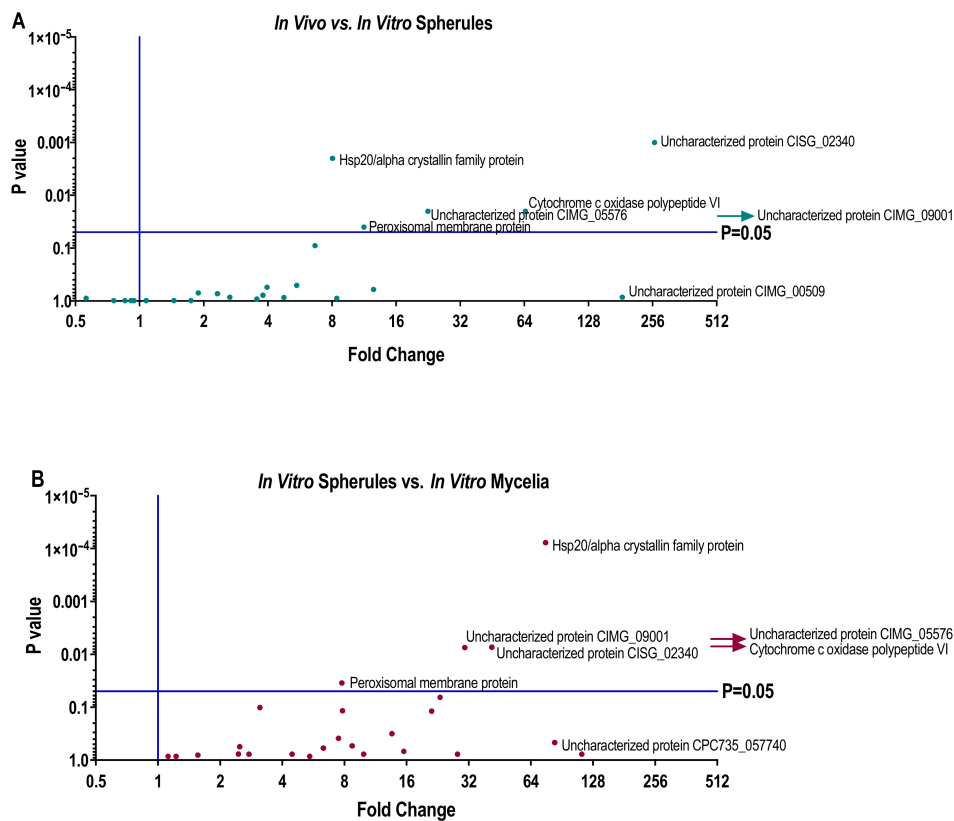 A
In Vivo vs. In Vitro Spherules
1×10⁻⁵
1×10⁻⁴
0.001
0.01
0.1
1.0
P value
Uncharacterized protein CISG_02340
Hsp20/alpha crystallin family protein
Cytochrome c oxidase polypeptide VI
Uncharacterized protein CIMG_05576
Uncharacterized protein CIMG_09001
Peroxisomal membrane protein
P=0.05
Uncharacterized protein CIMG_00509
0.5 1 2 4 8 16 32 64 128 256 512
Fold Change
B
In Vitro Spherules vs. In Vitro Mycelia
1×10⁻⁵
1×10⁻⁴
0.001
0.01
0.1
1.0
P value
Hsp20/alpha crystallin family protein
Uncharacterized protein CIMG_09001
Uncharacterized protein CIMG_05576
Uncharacterized protein CISG_02340
Cytochrome c oxidase polypeptide VI
Peroxisomal membrane protein
P=0.05
Uncharacterized protein CPC735_057740
0.5 1 2 4 8 16 32 64 128 256 512
Fold Change